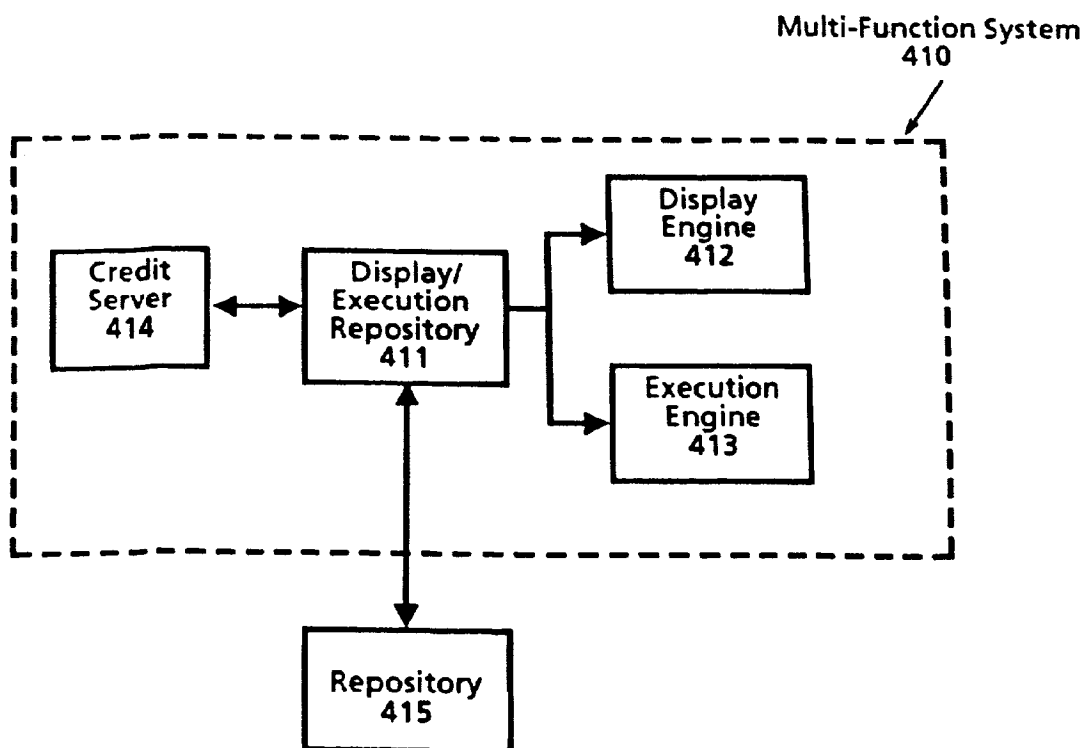 Multi-Function System
410
Display
Engine
412
Credit
Server
414
Display/
Execution
Repository
411
Execution
Engine
413
Repository
415